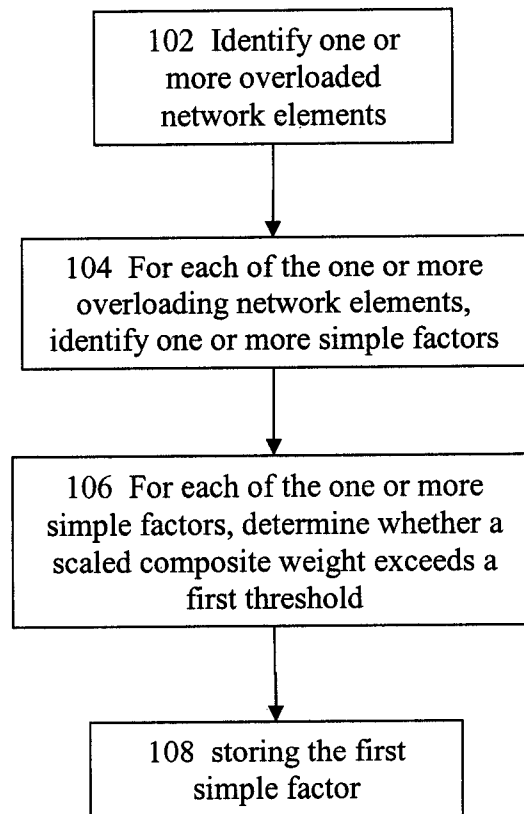 102 Identify one or
more overloaded
network elements
104 For each of the one or more
overloading network elements,
identify one or more simple factors
106 For each of the one or more
simple factors, determine whether a
scaled composite weight exceeds a
first threshold
108 storing the first
simple factor